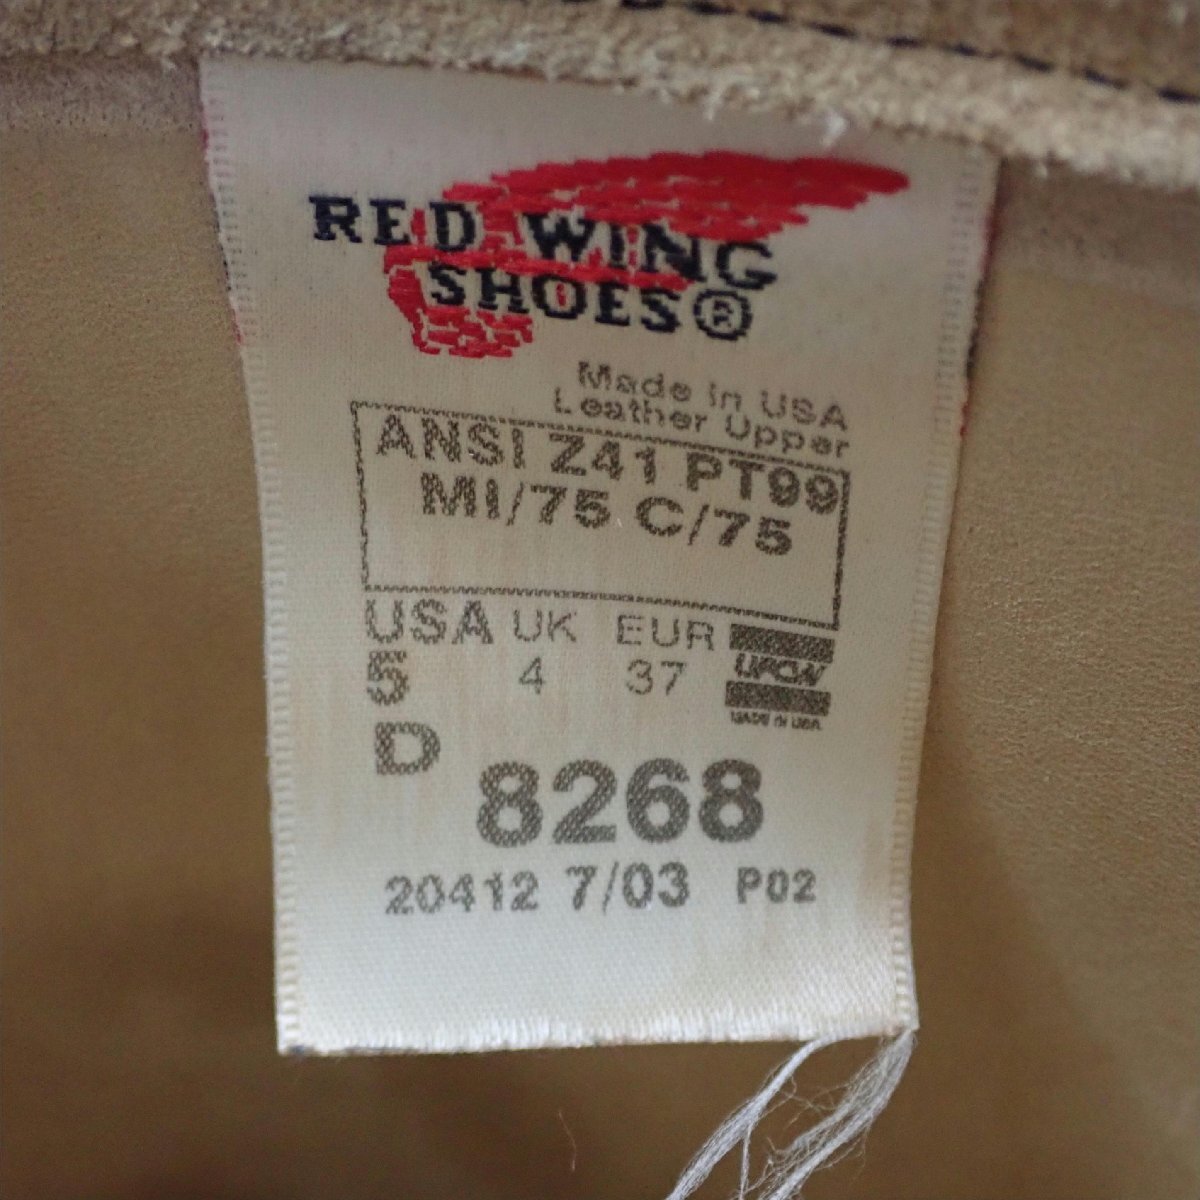 RED WING
SHOES®
Made in USA
Leather Upper
ANSI Z41 PT99
MI/75 C/75
USA UK EUR
5 4 37
UFCW
MADE IN USA
D
8268
20412 7/03 P02